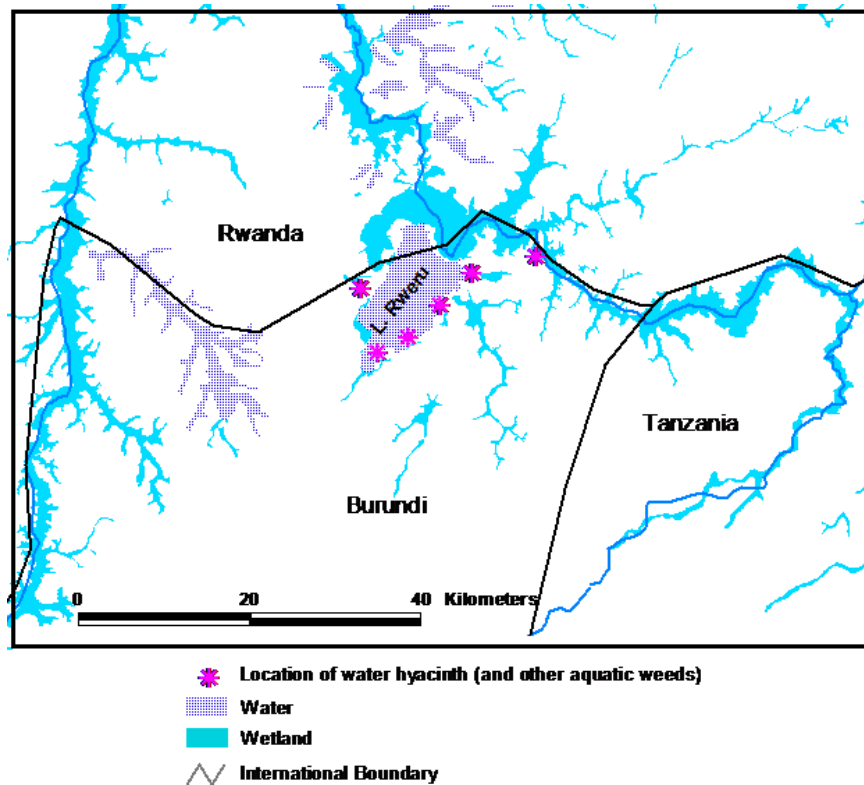 Rwanda
L. Rweru
Tanzania
Burundi
0 20 40 Kilometers
Location of water hyacinth (and other aquatic weeds)
Water
Wetland
International Boundary